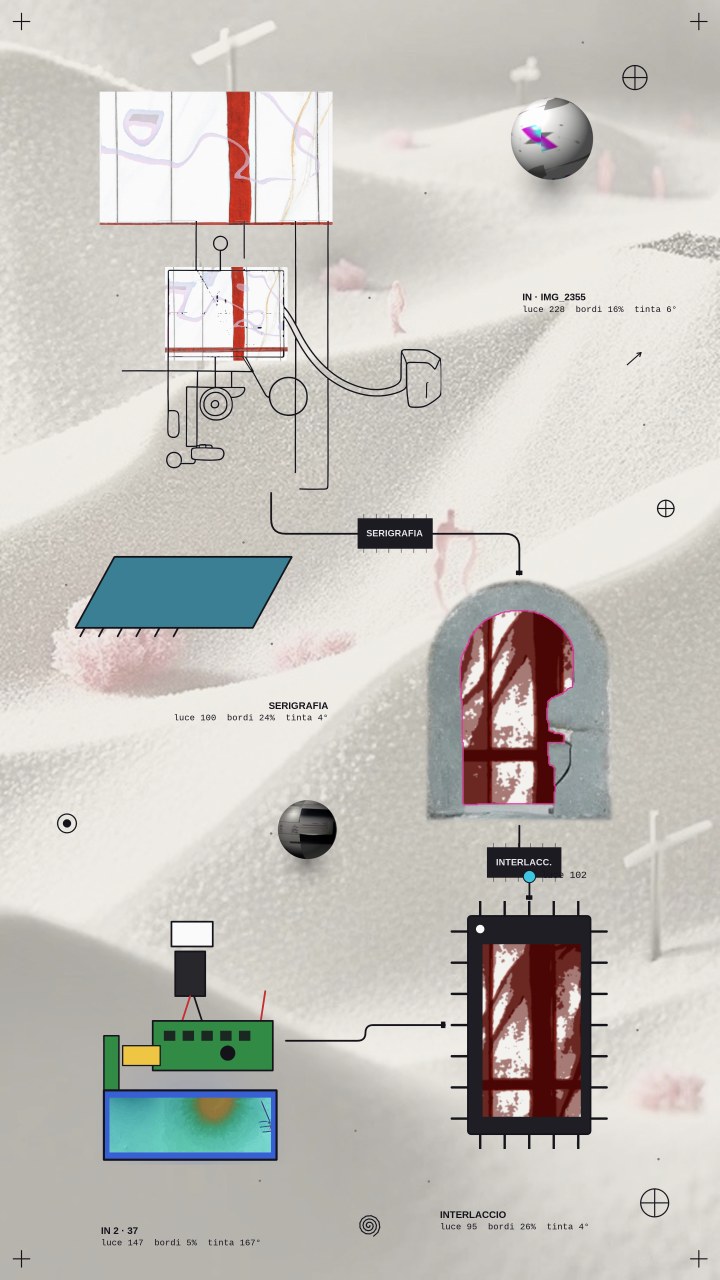 IN · IMG_2355
luce 228 bordi 16% tinta 6°
SERIGRAFIA
SERIGRAFIA
luce 100 bordi 24% tinta 4°
INTERLACC.
102
IN 2 · 37
luce 147 bordi 5% tinta 167°
INTERLACCIO
luce 95 bordi 26% tinta 4°